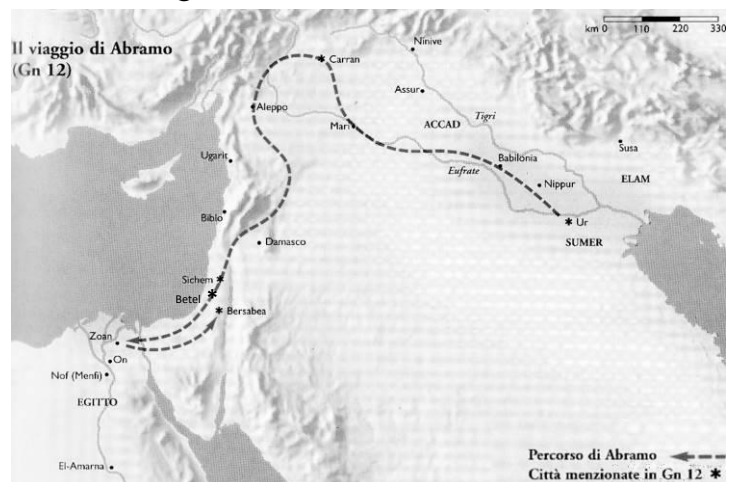 km 0 110 220 330
Il viaggio di Abramo
(Gn 12)
Ninive
Carran
Assur
Aleppo
Tigri
Mari
ACCAD
Susa
Ugarit
Babilonia
Eufrate
Nippur
ELAM
Biblo
Ur
SUMER
Damasco
Sichem
Betel
Bersabea
Zoan
On
Nof (Menfi)
EGITTO
El-Amarna
Percorso di Abramo
Città menzionate in Gn 12